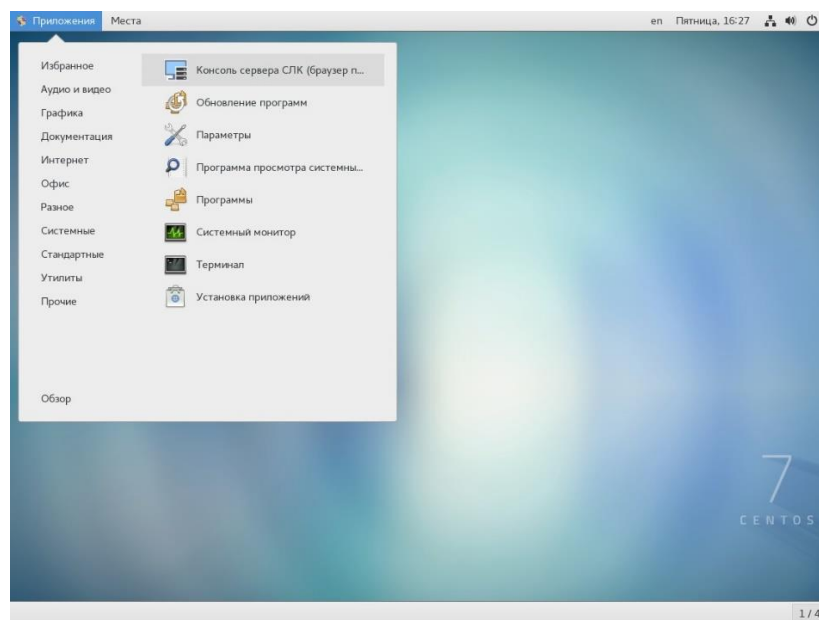 Приложения Места en Пятница, 16:27
Избранное
Аудио и видео
Графика
Документация
Интернет
Офис
Разное
Системные
Стандартные
Утилиты
Прочие
Обзор
Консоль сервера СЛК (браузер п...
Обновление программ
Параметры
Программа просмотра системны...
Программы
Системный монитор
Терминал
Установка приложений
7
CENTOS
1 / 4